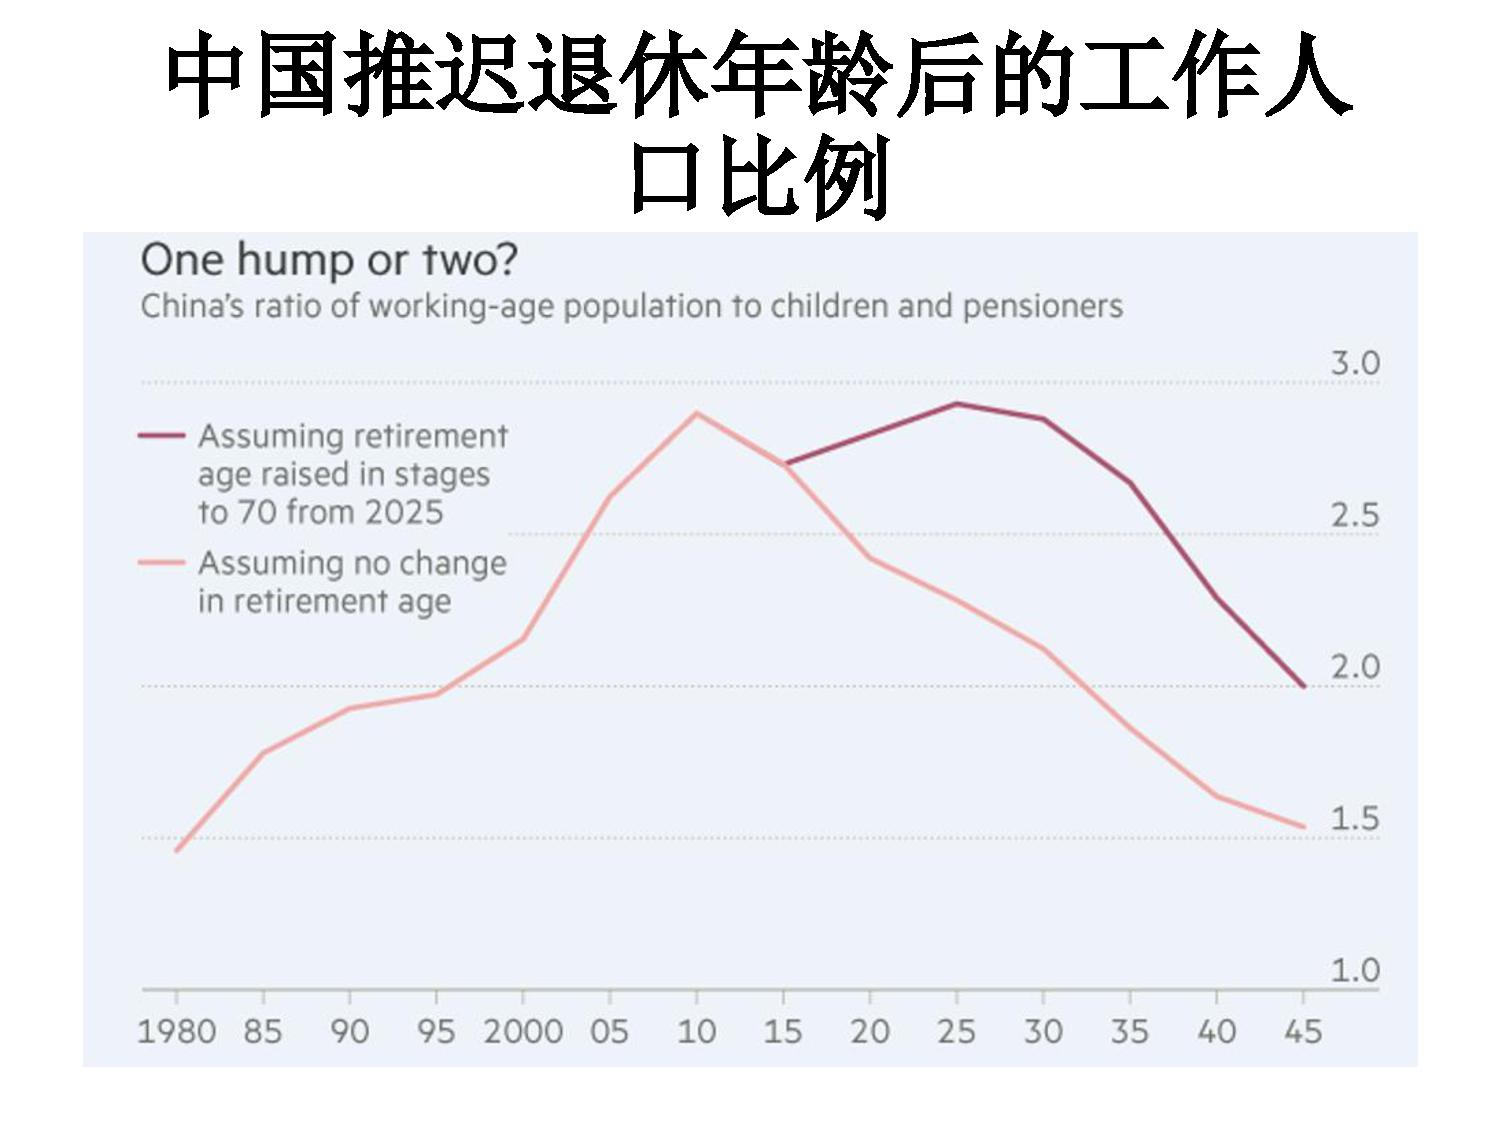 中国推迟退休年龄后的工作人
口比例
One hump or two?
China's ratio of working-age population to children and pensioners
3.0
Assuming retirement
age raised in stages
to 70 from 2025
2.5
Assuming no change
in retirement age
2.0
1.5
1.0
1980 85 90 95 2000 05 10 15 20 25 30 35 40 45